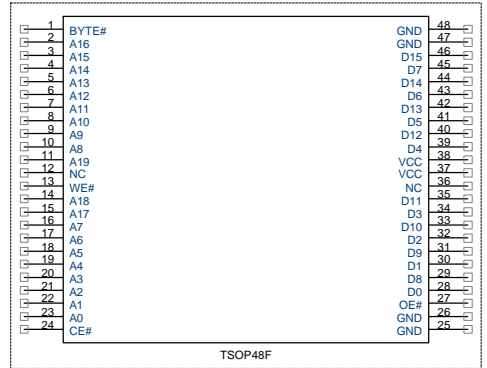 1 BYTE# GND 48
2 A16 GND 47
3 A15 D15 46
4 A14 D7 45
5 A13 D14 44
6 A12 D6 43
7 A11 D13 42
8 A10 D5 41
9 A9 D12 40
10 A8 D4 39
11 A19 VCC 38
12 NC VCC 37
13 WE# NC 36
14 A18 D11 35
15 A17 D3 34
16 A7 D10 33
17 A6 D2 32
18 A5 D9 31
19 A4 D1 30
20 A3 D8 29
21 A2 D0 28
22 A1 OE# 27
23 A0 GND 26
24 CE# GND 25
TSOP48F